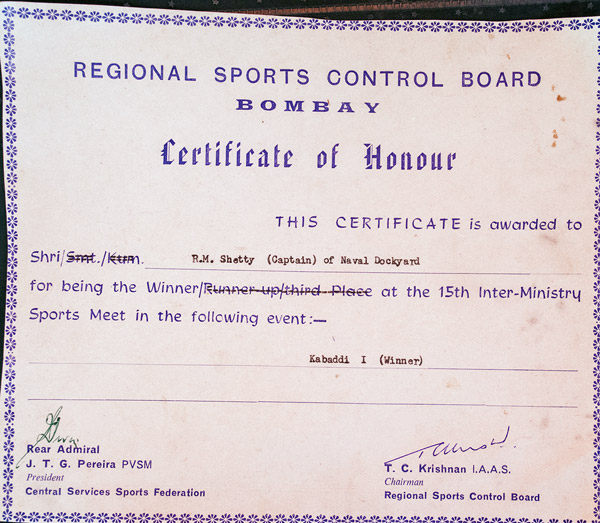 REGIONAL SPORTS CONTROL BOARD
BOMBAY
Certificate of Honour
THIS CERTIFICATE is awarded to
Shri/Smt./Kum. R.M. Shetty (Captain) of Naval Dockyard
for being the Winner/Runner-up/third Place at the 15th Inter-Ministry
Sports Meet in the following event:—
Kabaddi I (Winner)
Rear Admiral
J. T. G. Pereira PVSM
President
Central Services Sports Federation
T. C. Krishnan I.A.A.S.
Chairman
Regional Sports Control Board